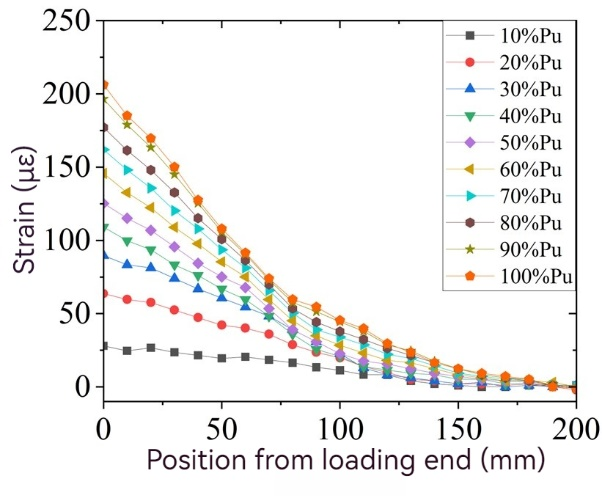 250
200
150
100
50
0
Strain (με)
10%Pu
20%Pu
30%Pu
40%Pu
50%Pu
60%Pu
70%Pu
80%Pu
90%Pu
100%Pu
0 50 100 150 200
Position from loading end (mm)